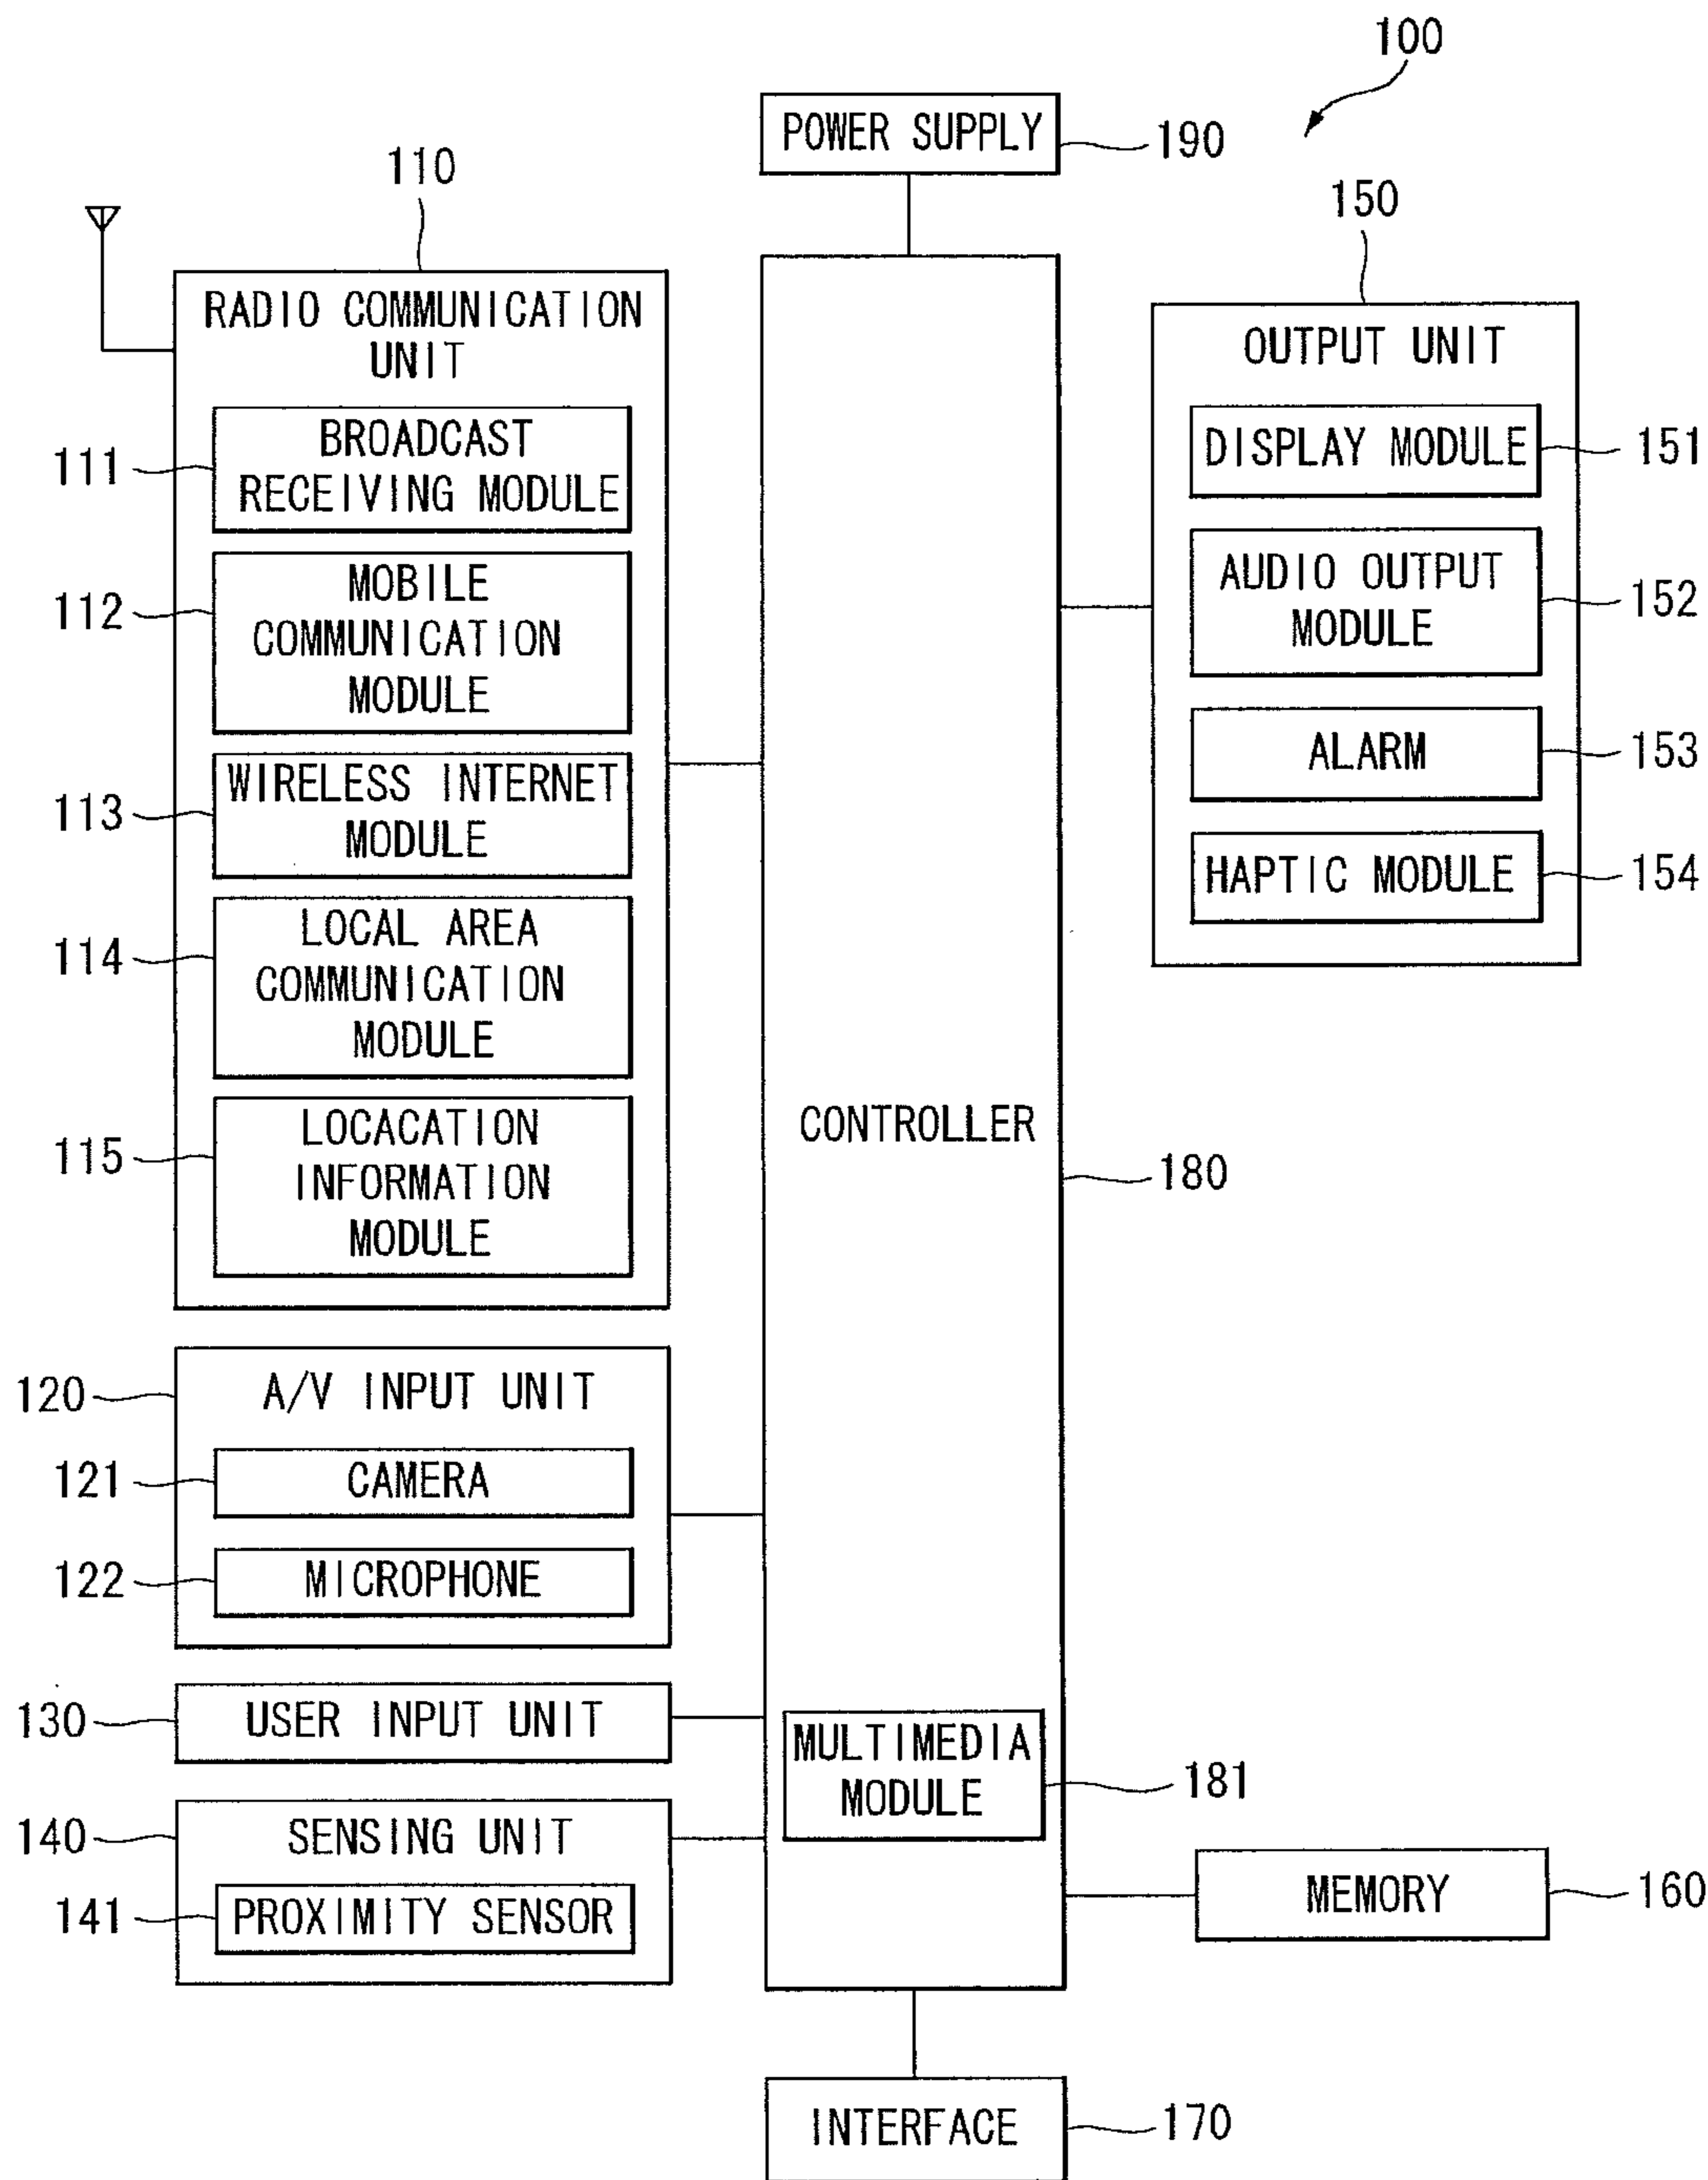 100
POWER SUPPLY
190
110
RADIO COMMUNICATION
UNIT
111
BROADCAST
RECEIVING MODULE
112
MOBILE
COMMUNICATION
MODULE
113
WIRELESS INTERNET
MODULE
114
LOCAL AREA
COMMUNICATION
MODULE
115
LOCACATION
INFORMATION
MODULE
120
A/V INPUT UNIT
121
CAMERA
122
MICROPHONE
130
USER INPUT UNIT
140
SENSING UNIT
141
PROXIMITY SENSOR
CONTROLLER
180
MULTIMEDIA
MODULE
181
150
OUTPUT UNIT
DISPLAY MODULE
151
AUDIO OUTPUT
MODULE
152
ALARM
153
HAPTIC MODULE
154
MEMORY
160
INTERFACE
170